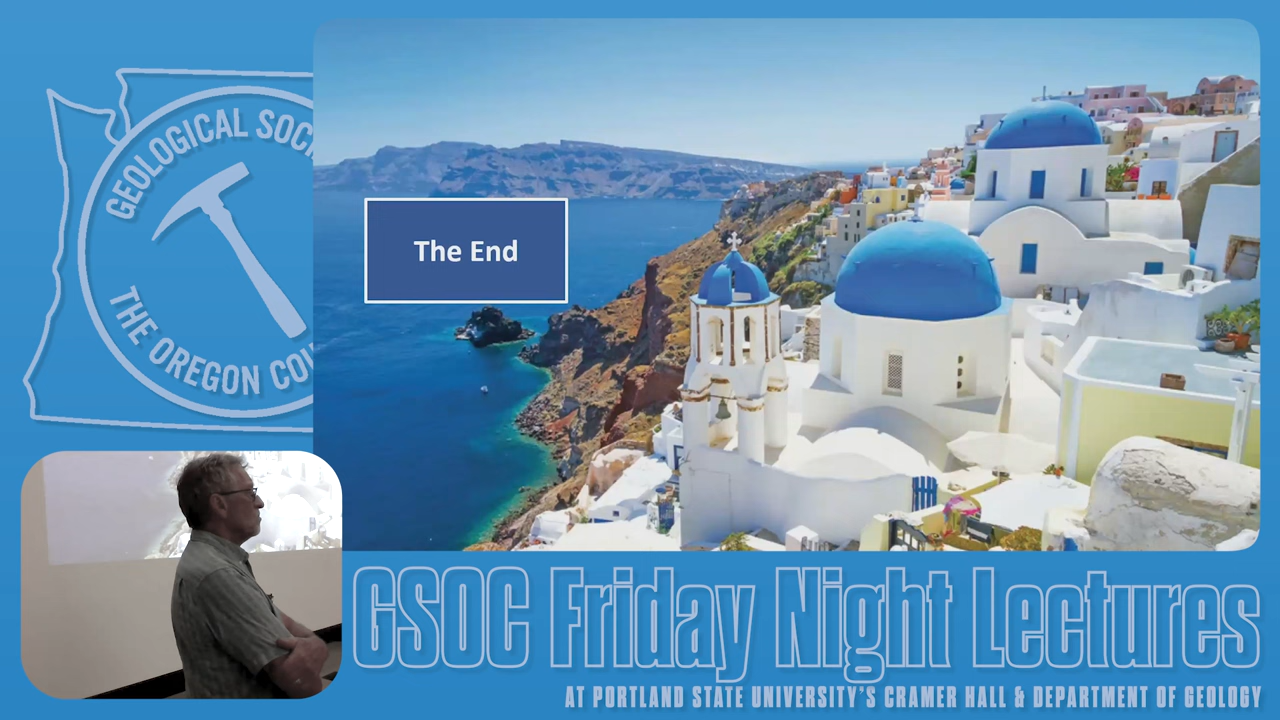 GEOLOGICAL SOC
THE OREGON COU
The End
GSOC Friday Night Lectures
AT PORTLAND STATE UNIVERSITY'S CRAMER HALL & DEPARTMENT OF GEOLOGY